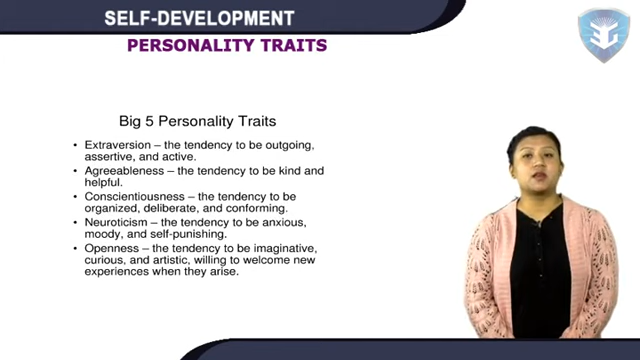 SELF-DEVELOPMENT
PERSONALITY TRAITS
Big 5 Personality Traits
• Extraversion – the tendency to be outgoing,
assertive, and active.
• Agreeableness – the tendency to be kind and
helpful.
• Conscientiousness – the tendency to be
organized, deliberate, and conforming.
• Neuroticism – the tendency to be anxious,
moody, and self-punishing.
• Openness – the tendency to be imaginative,
curious, and artistic, willing to welcome new
experiences when they arise.